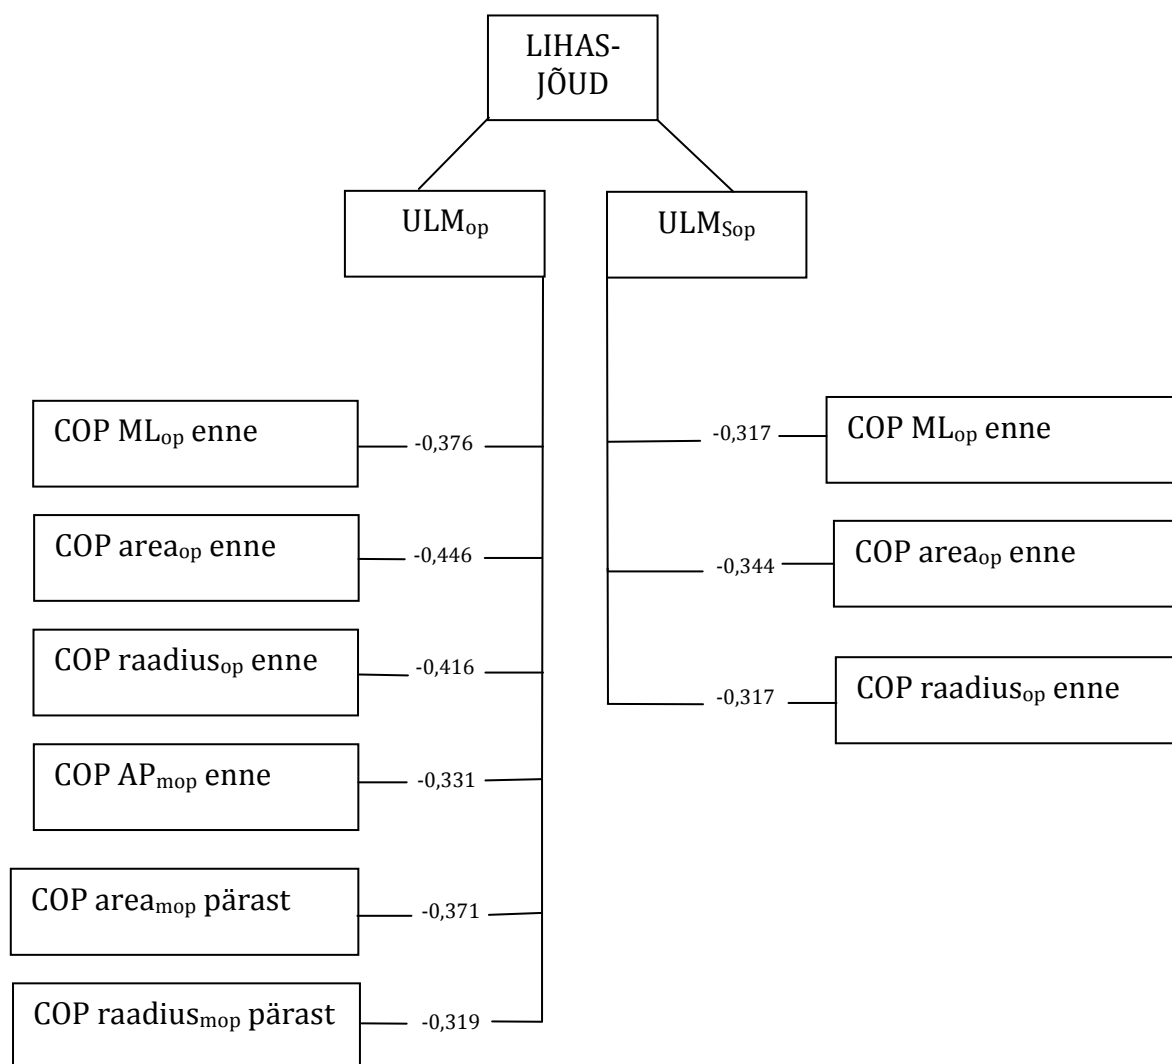 LIHAS-
JÕUD
ULMop
ULMSop
COP MLop enne
-0,376
COP areaop enne
-0,446
COP raadiusop enne
-0,416
COP APmop enne
-0,331
COP areamop pärast
-0,371
COP raadiusmop pärast
-0,319
-0,317
COP MLop enne
-0,344
COP areaop enne
-0,317
COP raadiusop enne